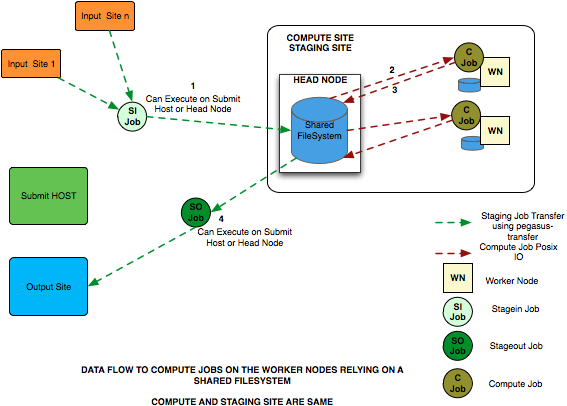 Input Site n
Input Site 1
SI
Job
1
Can Execute on Submit
Host or Head Node
COMPUTE SITE
STAGING SITE
HEAD NODE
Shared
FileSystem
2
3
C
Job
WN
C
Job
WN
Submit HOST
SO
Job
4
Can Execute on Submit
Host or Head Node
Output Site
Staging Job Transfer
using pegasus-
transfer
Compute Job Posix
IO
WN
Worker Node
SI
Job
Stagein Job
SO
Job
Stageout Job
C
Job
Compute Job
DATA FLOW TO COMPUTE JOBS ON THE WORKER NODES RELYING ON A
SHARED FILESYSTEM
COMPUTE AND STAGING SITE ARE SAME